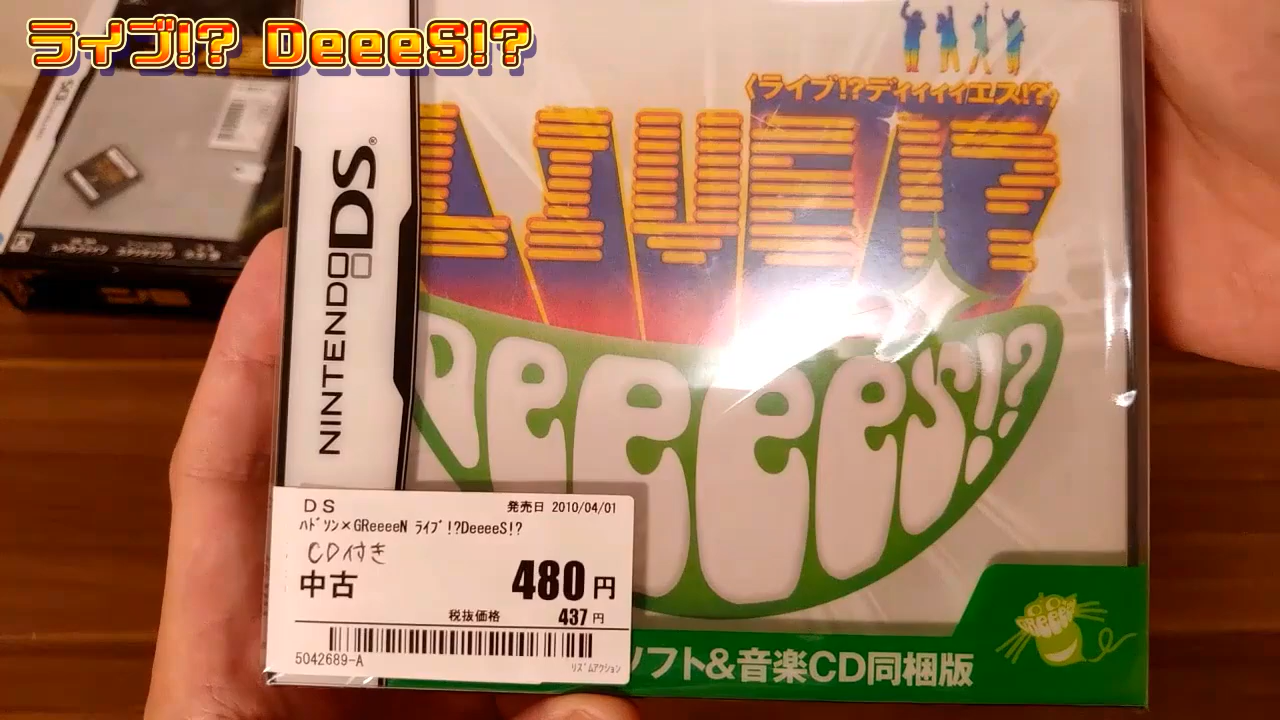 ライブ!? DeeeS!?
〈ライブ!?ディィィィエス!?〉
LIVE!?
DeeeeS!?
NINTENDO DS®
DS
発売日 2010/04/01
ﾊﾄﾞｿﾝ×GReeeeN ﾗｲﾌﾞ!?DeeeeS!?
CD付き
中古
480円
税抜価格 437円
5042689-A
ﾘｽﾞﾑｱｸｼｮﾝ
ソフト&音楽CD同梱版